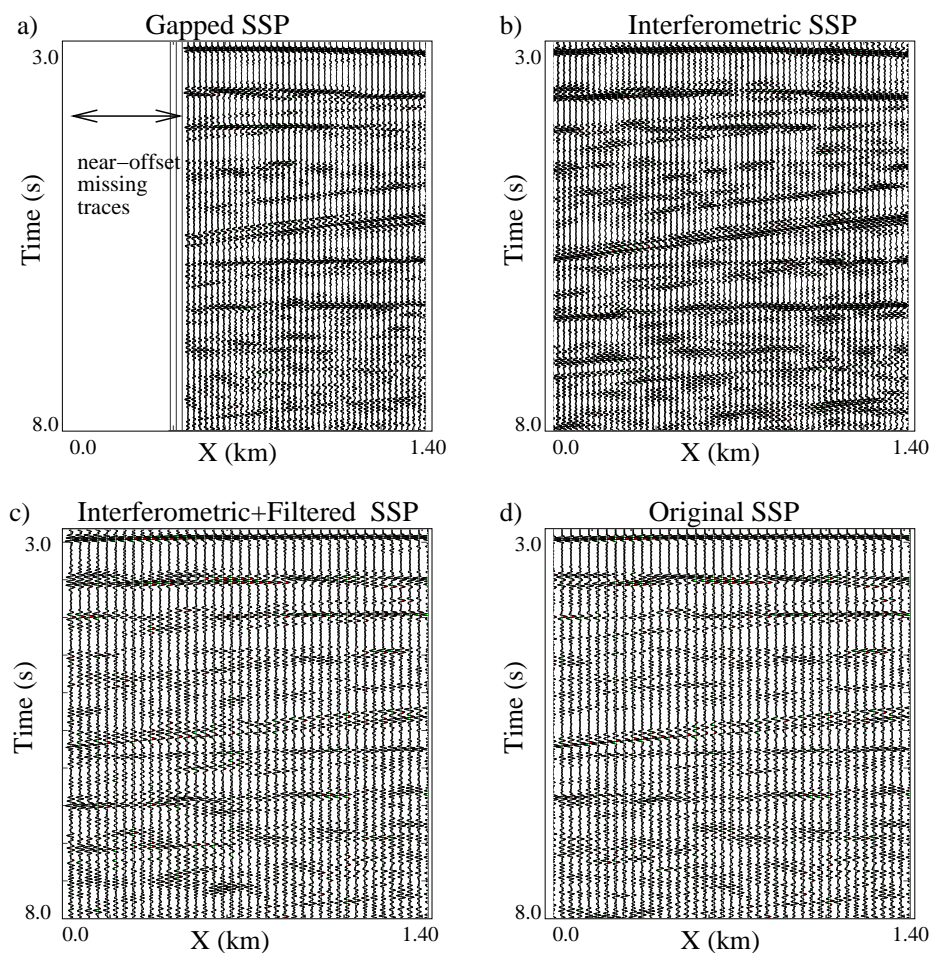 a) Gapped SSP
3.0
near-offset
missing
traces
Time (s)
8.0
0.0
X (km)
1.40
b) Interferometric SSP
3.0
Time (s)
8.0
0.0
X (km)
1.40
c) Interferometric+Filtered SSP
3.0
Time (s)
8.0
0.0
X (km)
1.40
d) Original SSP
3.0
Time (s)
8.0
0.0
X (km)
1.40